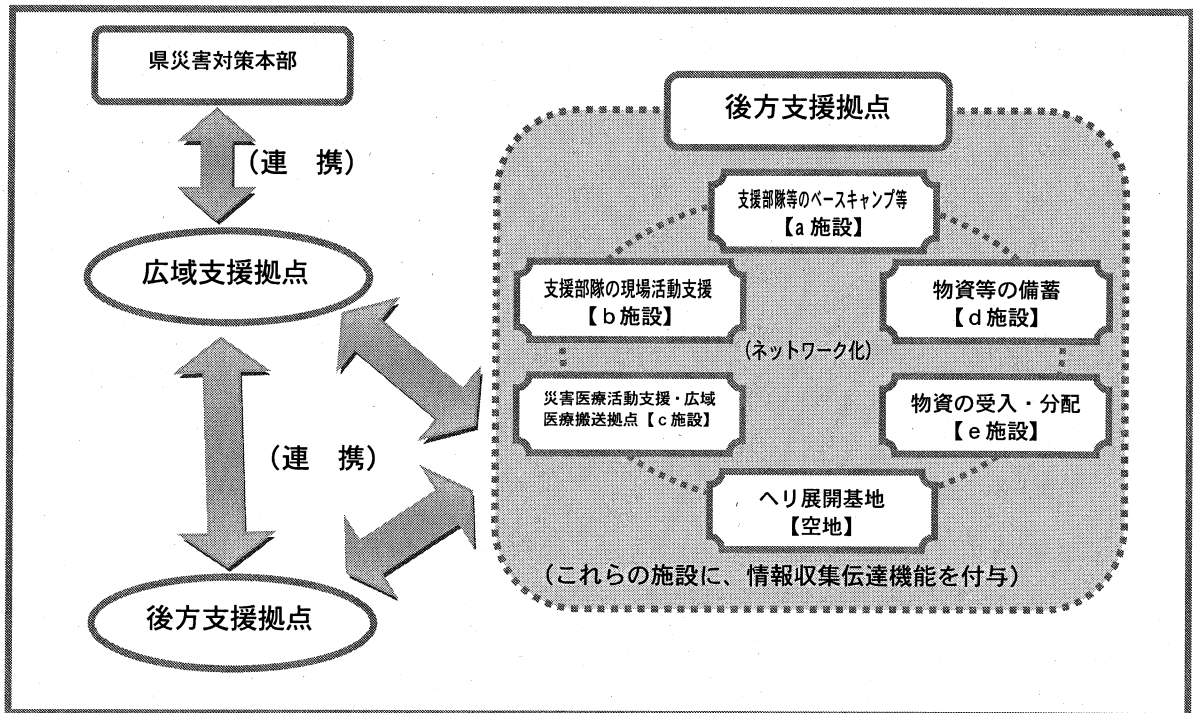 県災害対策本部
(連 携)
広域支援拠点
(連 携)
後方支援拠点
後方支援拠点
支援部隊等のベースキャンプ等
【a 施設】
支援部隊の現場活動支援
【b 施設】
物資等の備蓄
【d 施設】
(ネットワーク化)
災害医療活動支援・広域
医療搬送拠点【c 施設】
物資の受入・分配
【e 施設】
ヘリ展開基地
【空地】
(これらの施設に、情報収集伝達機能を付与)